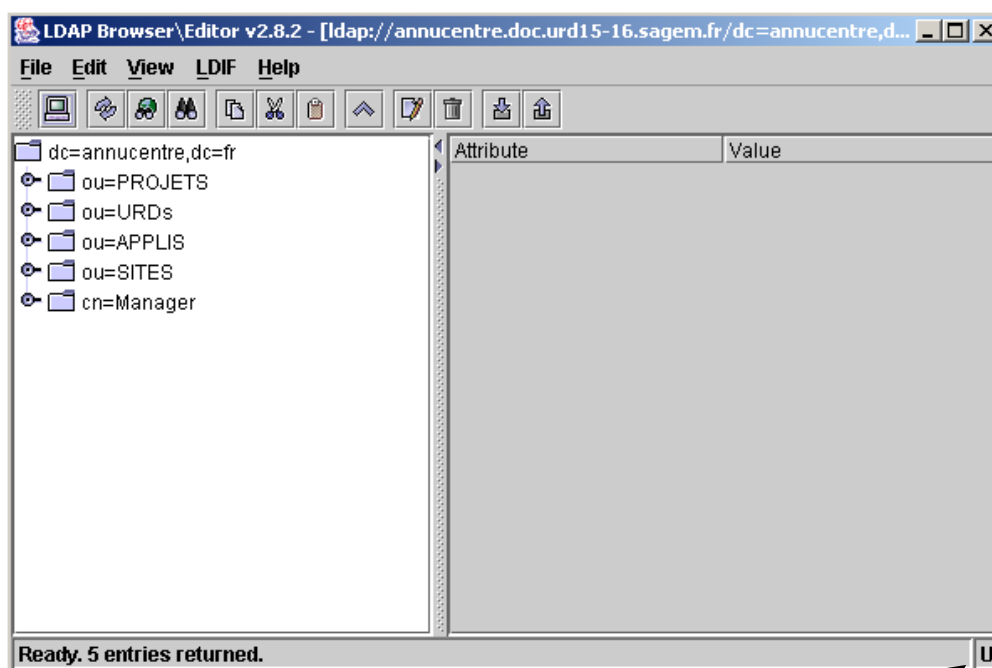 LDAP Browser\Editor v2.8.2 - [ldap://annucentre.doc.urd15-16.sagem.fr/dc=annucentre,d...
File Edit View LDIF Help
dc=annucentre,dc=fr
ou=PROJETS
ou=URDs
ou=APPLIS
ou=SITES
cn=Manager
Attribute Value
Ready. 5 entries returned.
U